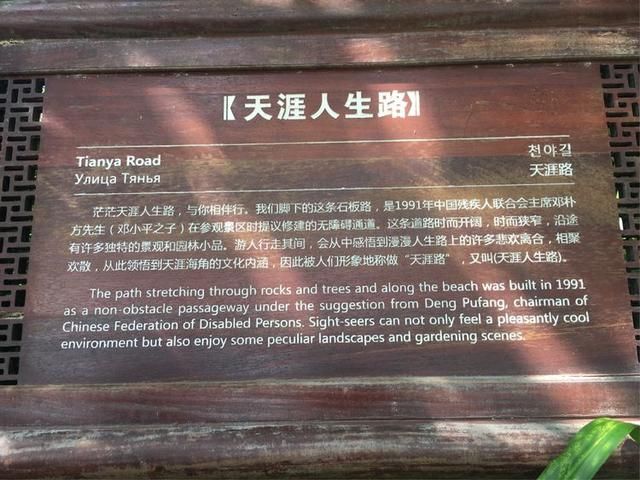 《天涯人生路》
Tianya Road
천야길
Улица Тянья
天涯路
茫茫天涯人生路，与你相伴行。我们脚下的这条石板路，是1991年中国残疾人联合会主席邓朴
方先生（邓小平之子）在参观景区时提议修建的无障碍通道。这条道路时而开阔，时而狭窄，沿途
有许多独特的景观和园林小品。游人行走其间，会从中感悟到漫漫人生路上的许多悲欢离合，相聚
欢散，从此领悟到天涯海角的文化内涵，因此被人们形象地称做“天涯路”，又叫(天涯人生路)。
The path stretching through rocks and trees and along the beach was built in 1991
as a non-obstacle passageway under the suggestion from Deng Pufang, chairman of
Chinese Federation of Disabled Persons. Sight-seers can not only feel a pleasantly cool
environment but also enjoy some peculiar landscapes and gardening scenes.